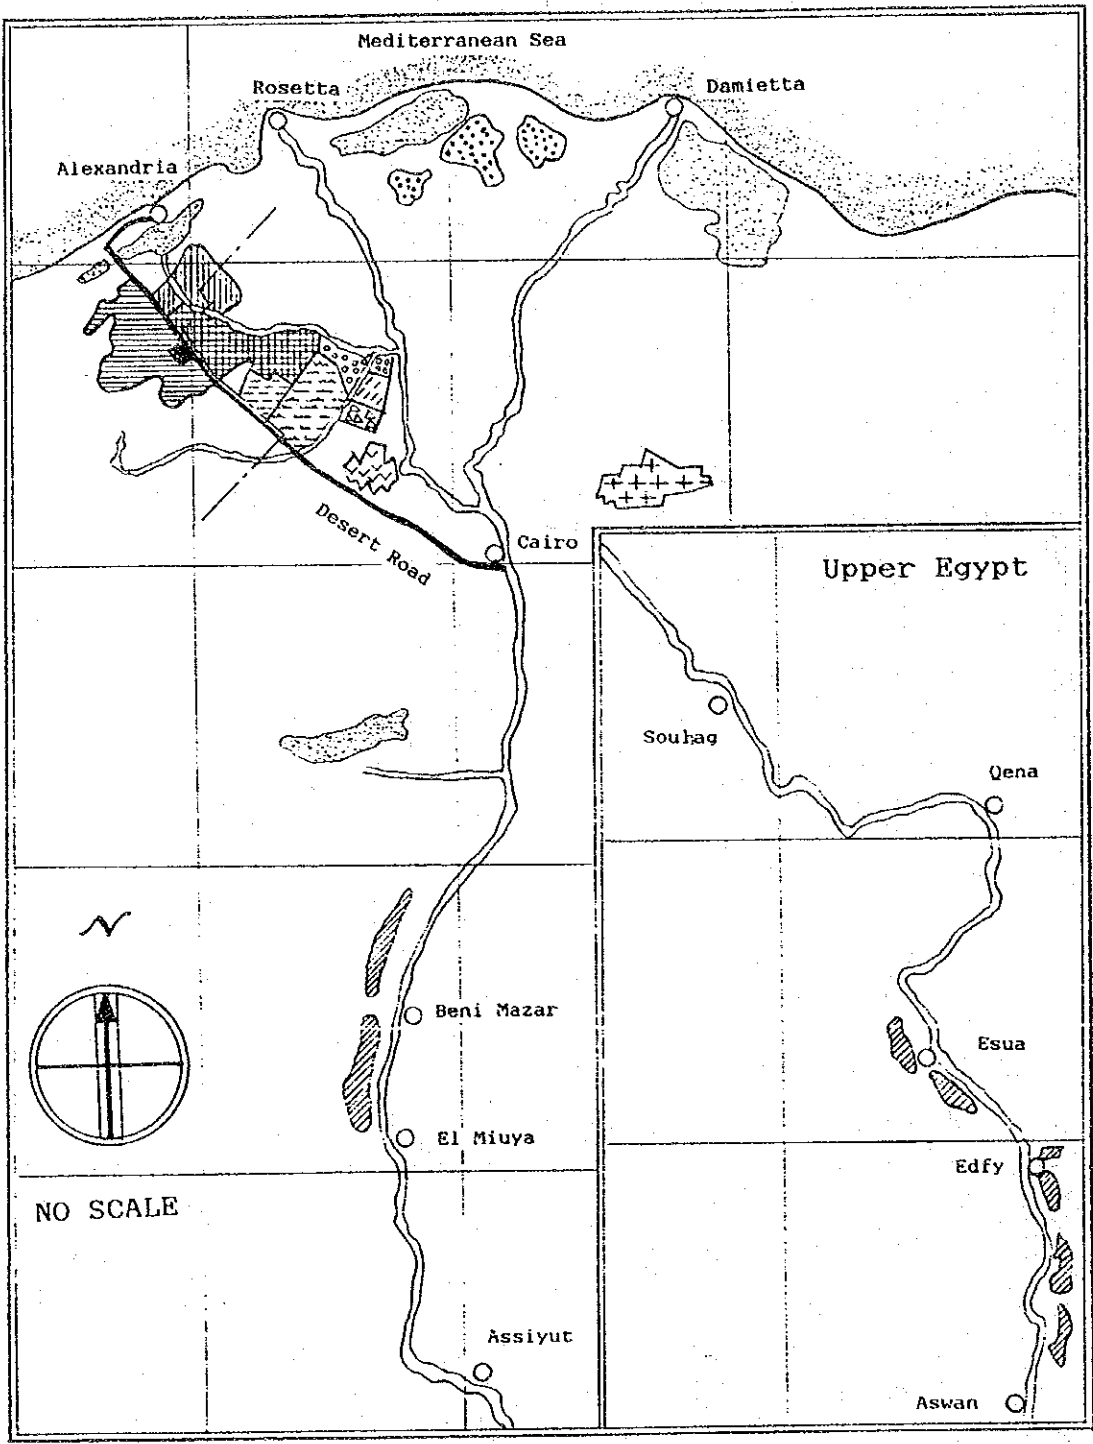 Mediterranean Sea
Rosetta
Damietta
Alexandria
Desert Road
Cairo
Upper Egypt
Souhag
Qena
N
Beni Mazar
Esua
El Miuya
Edfy
NO SCALE
Assiyut
Aswan